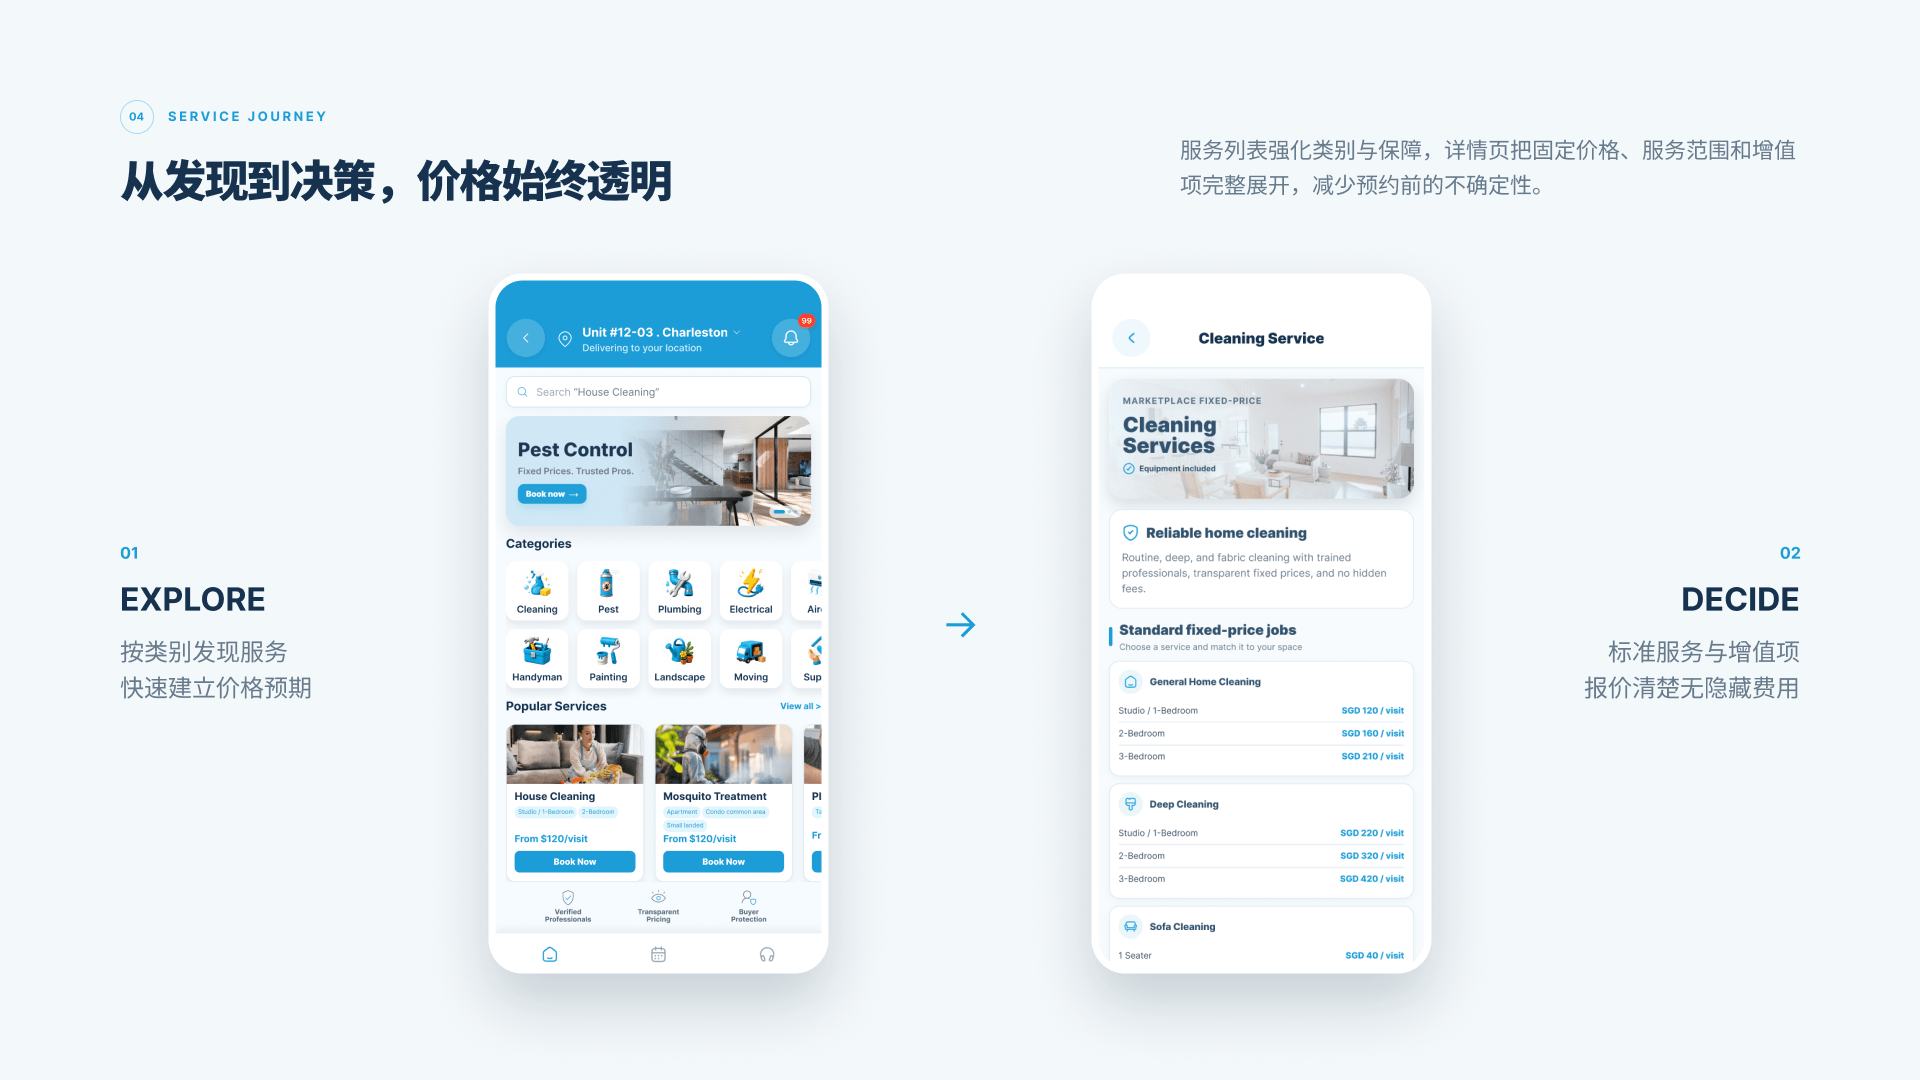 04 SERVICE JOURNEY
从发现到决策，价格始终透明
服务列表强化类别与保障，详情页把固定价格、服务范围和增值
项完整展开，减少预约前的不确定性。
01
EXPLORE
按类别发现服务
快速建立价格预期
Unit #12-03 . Charleston
Delivering to your location
99
Search "House Cleaning"
Pest Control
Fixed Prices. Trusted Pros.
Book now →
Categories
Cleaning Pest Plumbing Electrical Airc
Handyman Painting Landscape Moving Sup
Popular Services View all >
House Cleaning
Studio / 1-Bedroom 2-Bedroom
From $120/visit
Book Now
Mosquito Treatment
Apartment Condo common area
Small landed
From $120/visit
Book Now
Pl
Ta
Fr
Verified
Professionals
Transparent
Pricing
Buyer
Protection
Cleaning Service
MARKETPLACE FIXED-PRICE
Cleaning
Services
Equipment included
Reliable home cleaning
Routine, deep, and fabric cleaning with trained
professionals, transparent fixed prices, and no hidden
fees.
Standard fixed-price jobs
Choose a service and match it to your space
General Home Cleaning
Studio / 1-Bedroom SGD 120 / visit
2-Bedroom SGD 160 / visit
3-Bedroom SGD 210 / visit
Deep Cleaning
Studio / 1-Bedroom SGD 220 / visit
2-Bedroom SGD 320 / visit
3-Bedroom SGD 420 / visit
Sofa Cleaning
1 Seater SGD 40 / visit
02
DECIDE
标准服务与增值项
报价清楚无隐藏费用